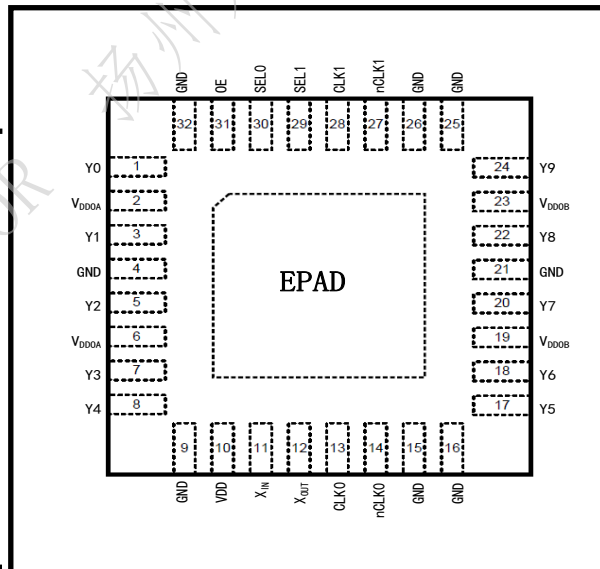 扬州
OR
GND OE SEL0 SEL1 CLK1 nCLK1 GND GND
32 31 30 29 28 27 26 25
Y0 1 24 Y9
VDDOA 2 23 VDDOB
Y1 3 22 Y8
GND 4 21 GND
EPAD
Y2 5 20 Y7
VDDOA 6 19 VDDOB
Y3 7 18 Y6
Y4 8 17 Y5
9 10 11 12 13 14 15 16
GND VDD XIN XOUT CLK0 nCLK0 GND GND